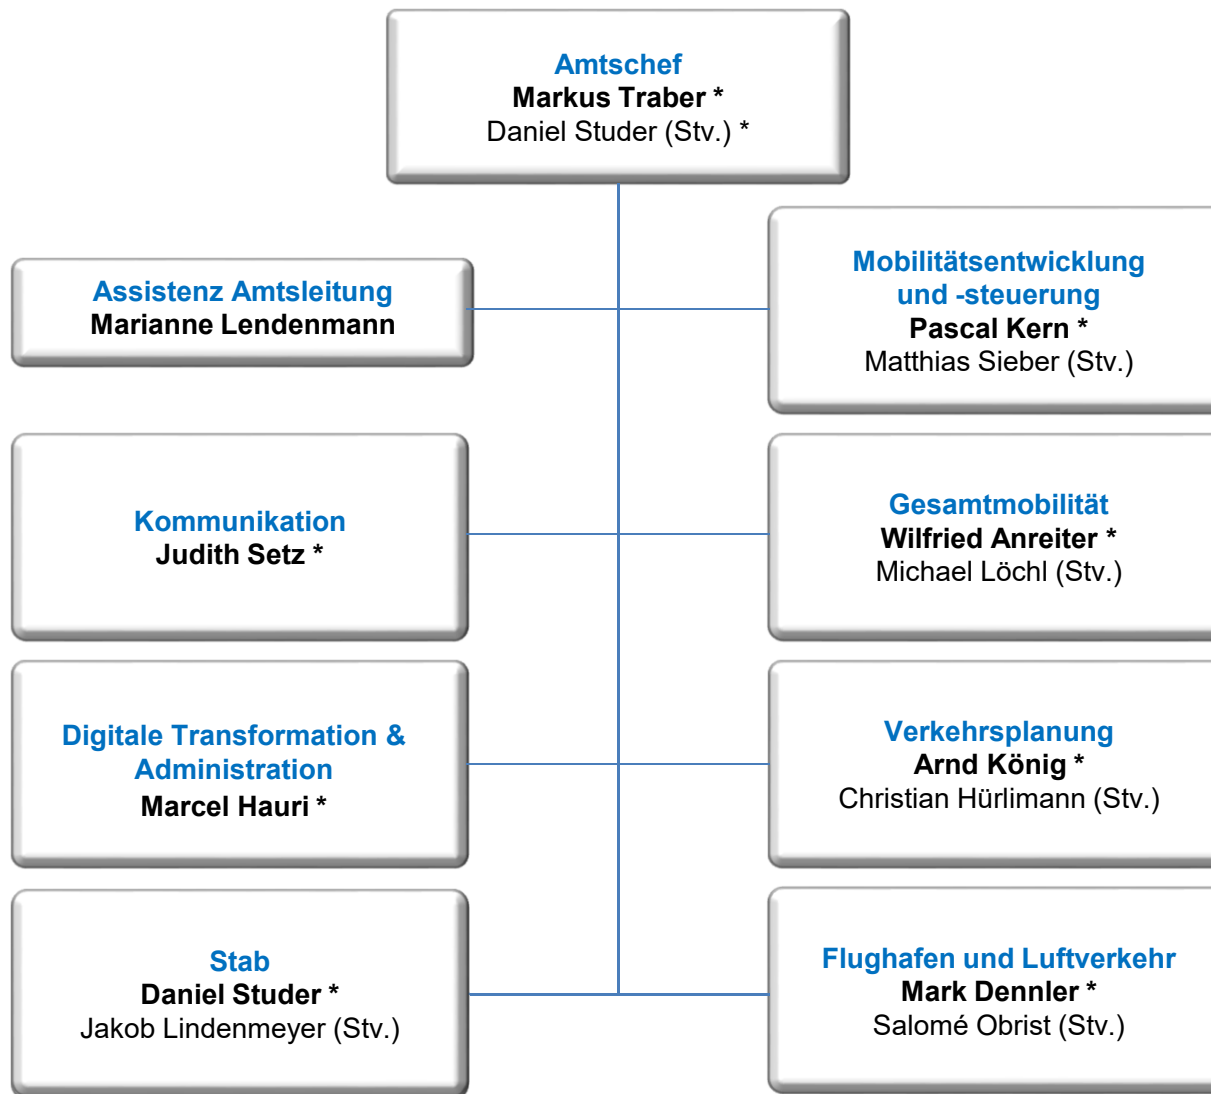 Amtschef
Markus Traber *
Daniel Studer (Stv.) *
Assistenz Amtsleitung
Marianne Lendenmann
Mobilitätsentwicklung
und -steuerung
Pascal Kern *
Matthias Sieber (Stv.)
Kommunikation
Judith Setz *
Gesamtmobilität
Wilfried Anreiter *
Michael Löchl (Stv.)
Digitale Transformation &
Administration
Marcel Hauri *
Verkehrsplanung
Arnd König *
Christian Hürlimann (Stv.)
Stab
Daniel Studer *
Jakob Lindenmeyer (Stv.)
Flughafen und Luftverkehr
Mark Dennler *
Salomé Obrist (Stv.)